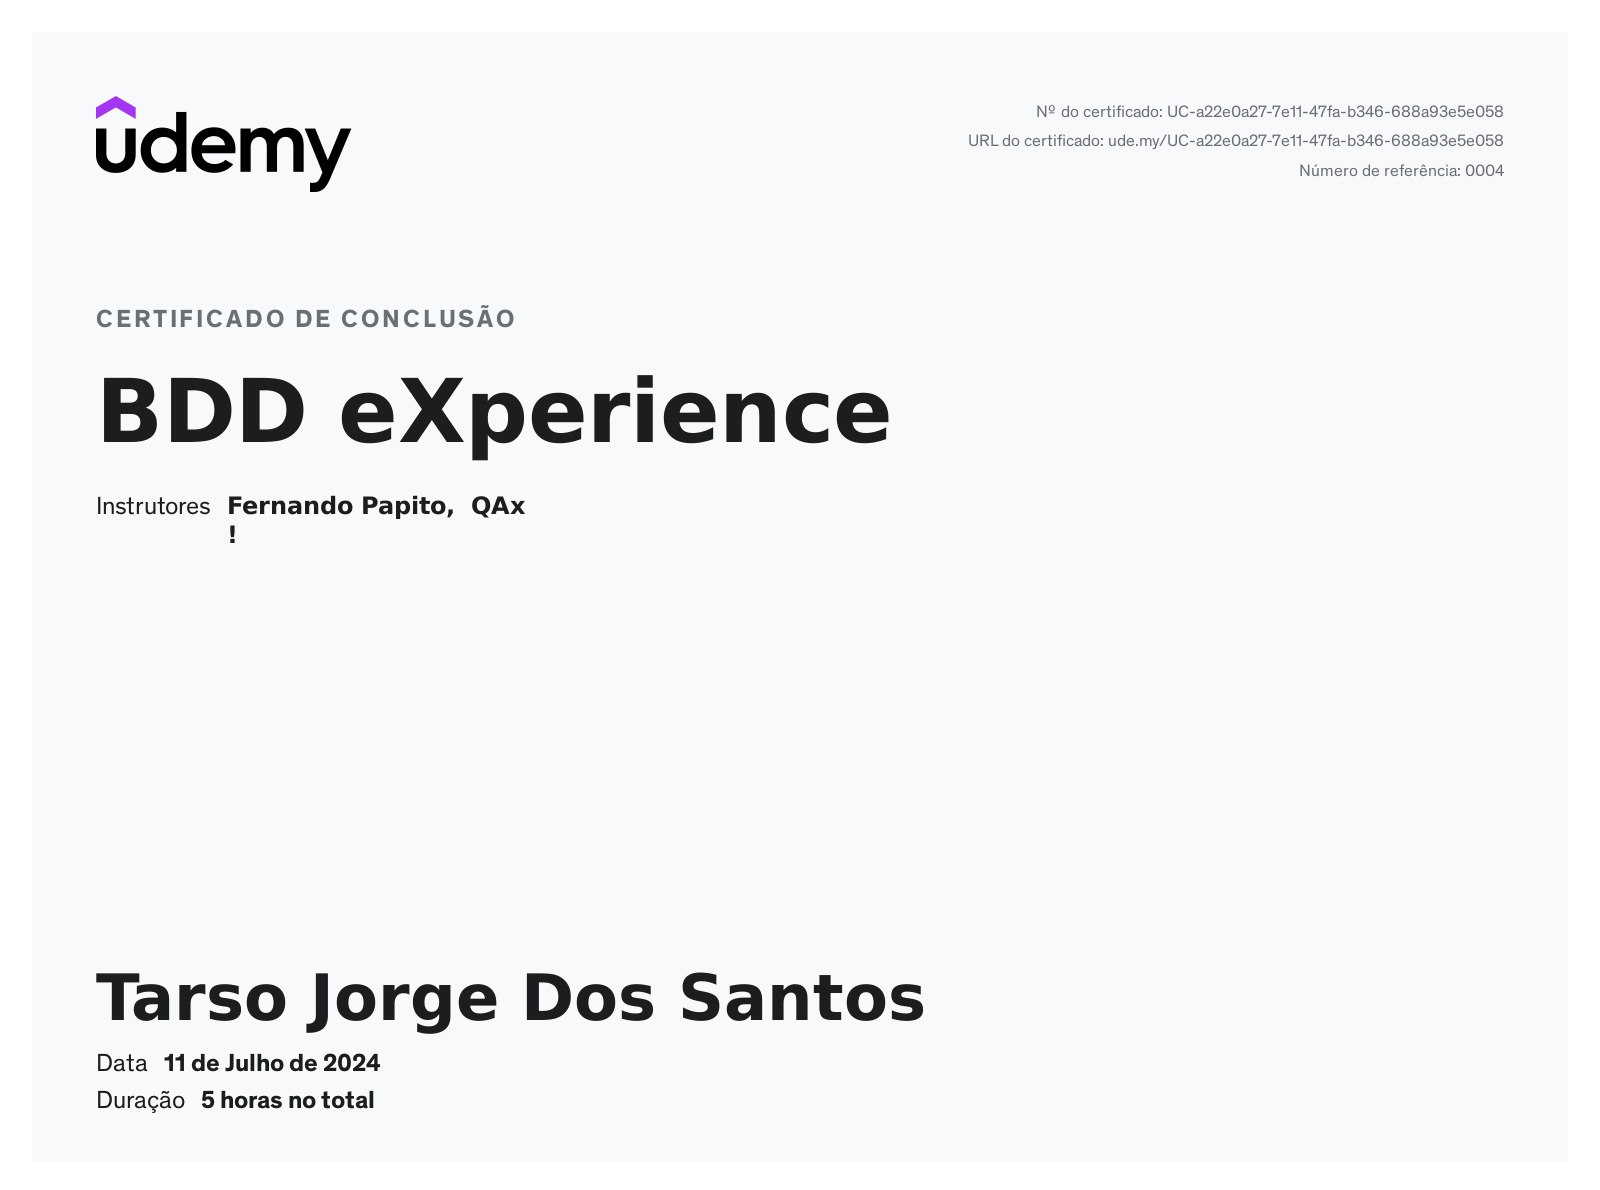 udemy
Nº do certificado: UC-a22e0a27-7e11-47fa-b346-688a93e5e058
URL do certificado: ude.my/UC-a22e0a27-7e11-47fa-b346-688a93e5e058
Número de referência: 0004
CERTIFICADO DE CONCLUSÃO
BDD eXperience
Instrutores Fernando Papito, QAx
!
Tarso Jorge Dos Santos
Data 11 de Julho de 2024
Duração 5 horas no total